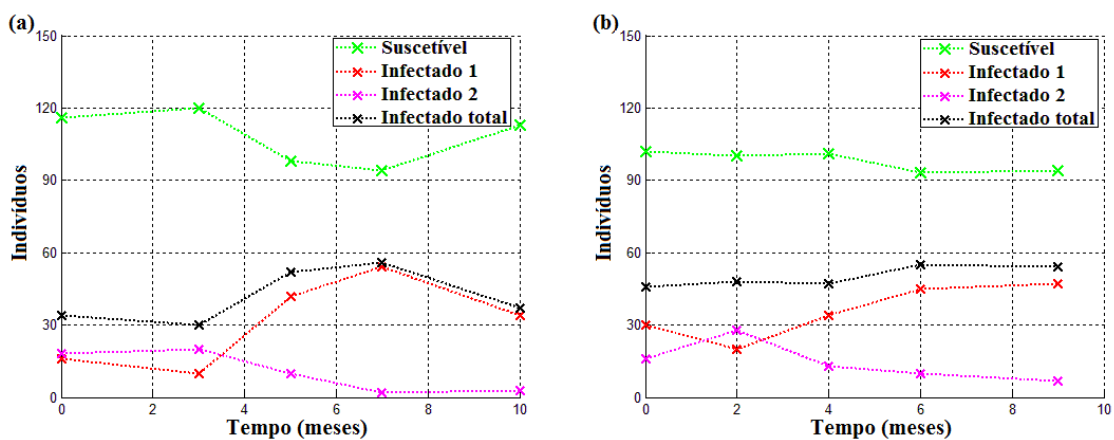 (a)
150
120
90
60
30
0
0 2 4 6 8 10
Indivíduos
Tempo (meses)
Suscetível
Infectado 1
Infectado 2
Infectado total
(b)
150
120
90
60
30
0
0 2 4 6 8 10
Indivíduos
Tempo (meses)
Suscetível
Infectado 1
Infectado 2
Infectado total